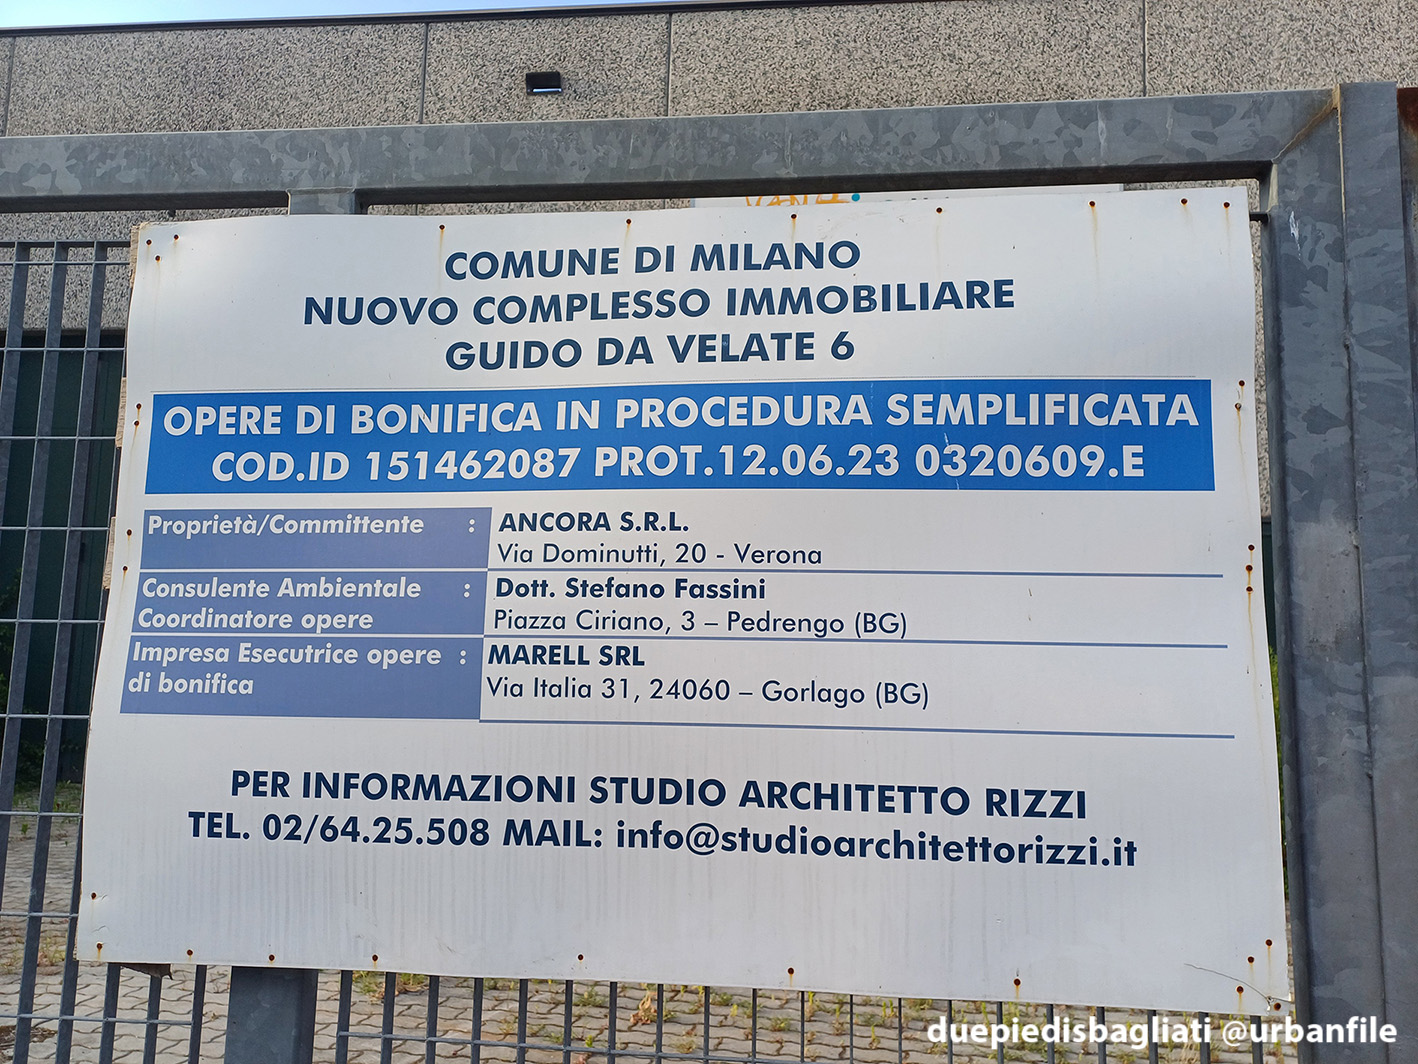 COMUNE DI MILANO
NUOVO COMPLESSO IMMOBILIARE
GUIDO DA VELATE 6
OPERE DI BONIFICA IN PROCEDURA SEMPLIFICATA
COD.ID 151462087 PROT.12.06.23 0320609.E
Proprietà/Committente : ANCORA S.R.L.
Via Dominutti, 20 - Verona
Consulente Ambientale : Dott. Stefano Fassini
Coordinatore opere Piazza Ciriano, 3 – Pedrengo (BG)
Impresa Esecutrice opere : MARELL SRL
di bonifica Via Italia 31, 24060 – Gorlago (BG)
PER INFORMAZIONI STUDIO ARCHITETTO RIZZI
TEL. 02/64.25.508 MAIL: info@studioarchitettorizzi.it
duepiedisbagliati @urbanfile